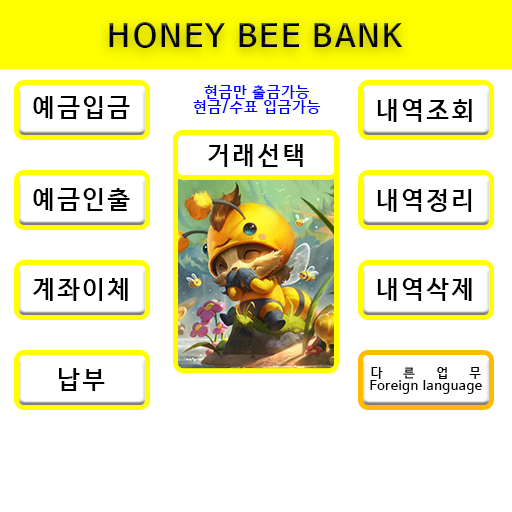 HONEY BEE BANK
현금만 출금가능
현금/수표 입금가능
예금입금
내역조회
거래선택
예금인출
내역정리
계좌이체
내역삭제
납부
다 른 업 무
Foreign language